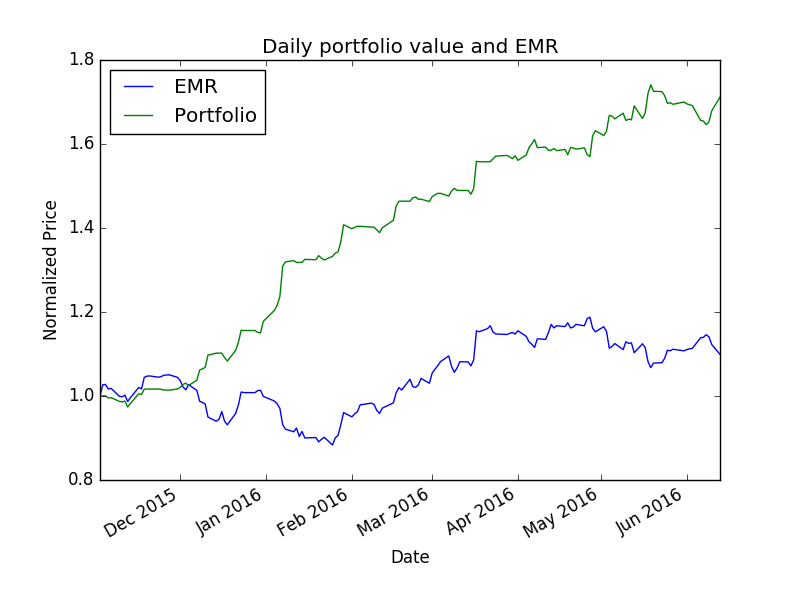 Daily portfolio value and EMR
EMR
Portfolio
1.8
1.6
1.4
1.2
1.0
0.8
Normalized Price
Dec 2015
Jan 2016
Feb 2016
Mar 2016
Apr 2016
May 2016
Jun 2016
Date